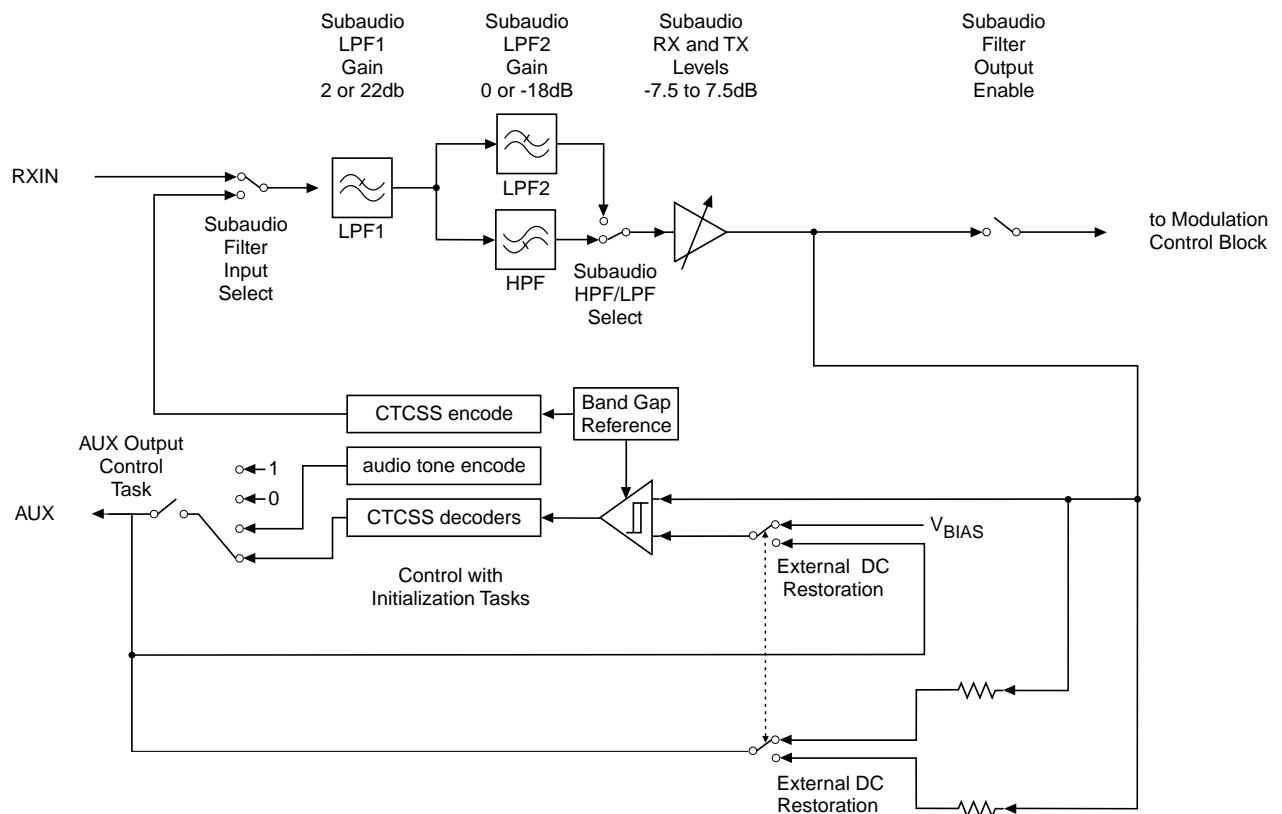 Subaudio
LPF1
Gain
2 or 22db
Subaudio
LPF2
Gain
0 or -18dB
Subaudio
RX and TX
Levels
-7.5 to 7.5dB
Subaudio
Filter
Output
Enable
RXIN
LPF2
Subaudio
Filter
Input
Select
LPF1
HPF
Subaudio
HPF/LPF
Select
to Modulation
Control Block
CTCSS encode
Band Gap
Reference
AUX Output
Control
Task
1
audio tone encode
0
AUX
CTCSS decoders
VBIAS
External DC
Restoration
Control with
Initialization Tasks
External DC
Restoration